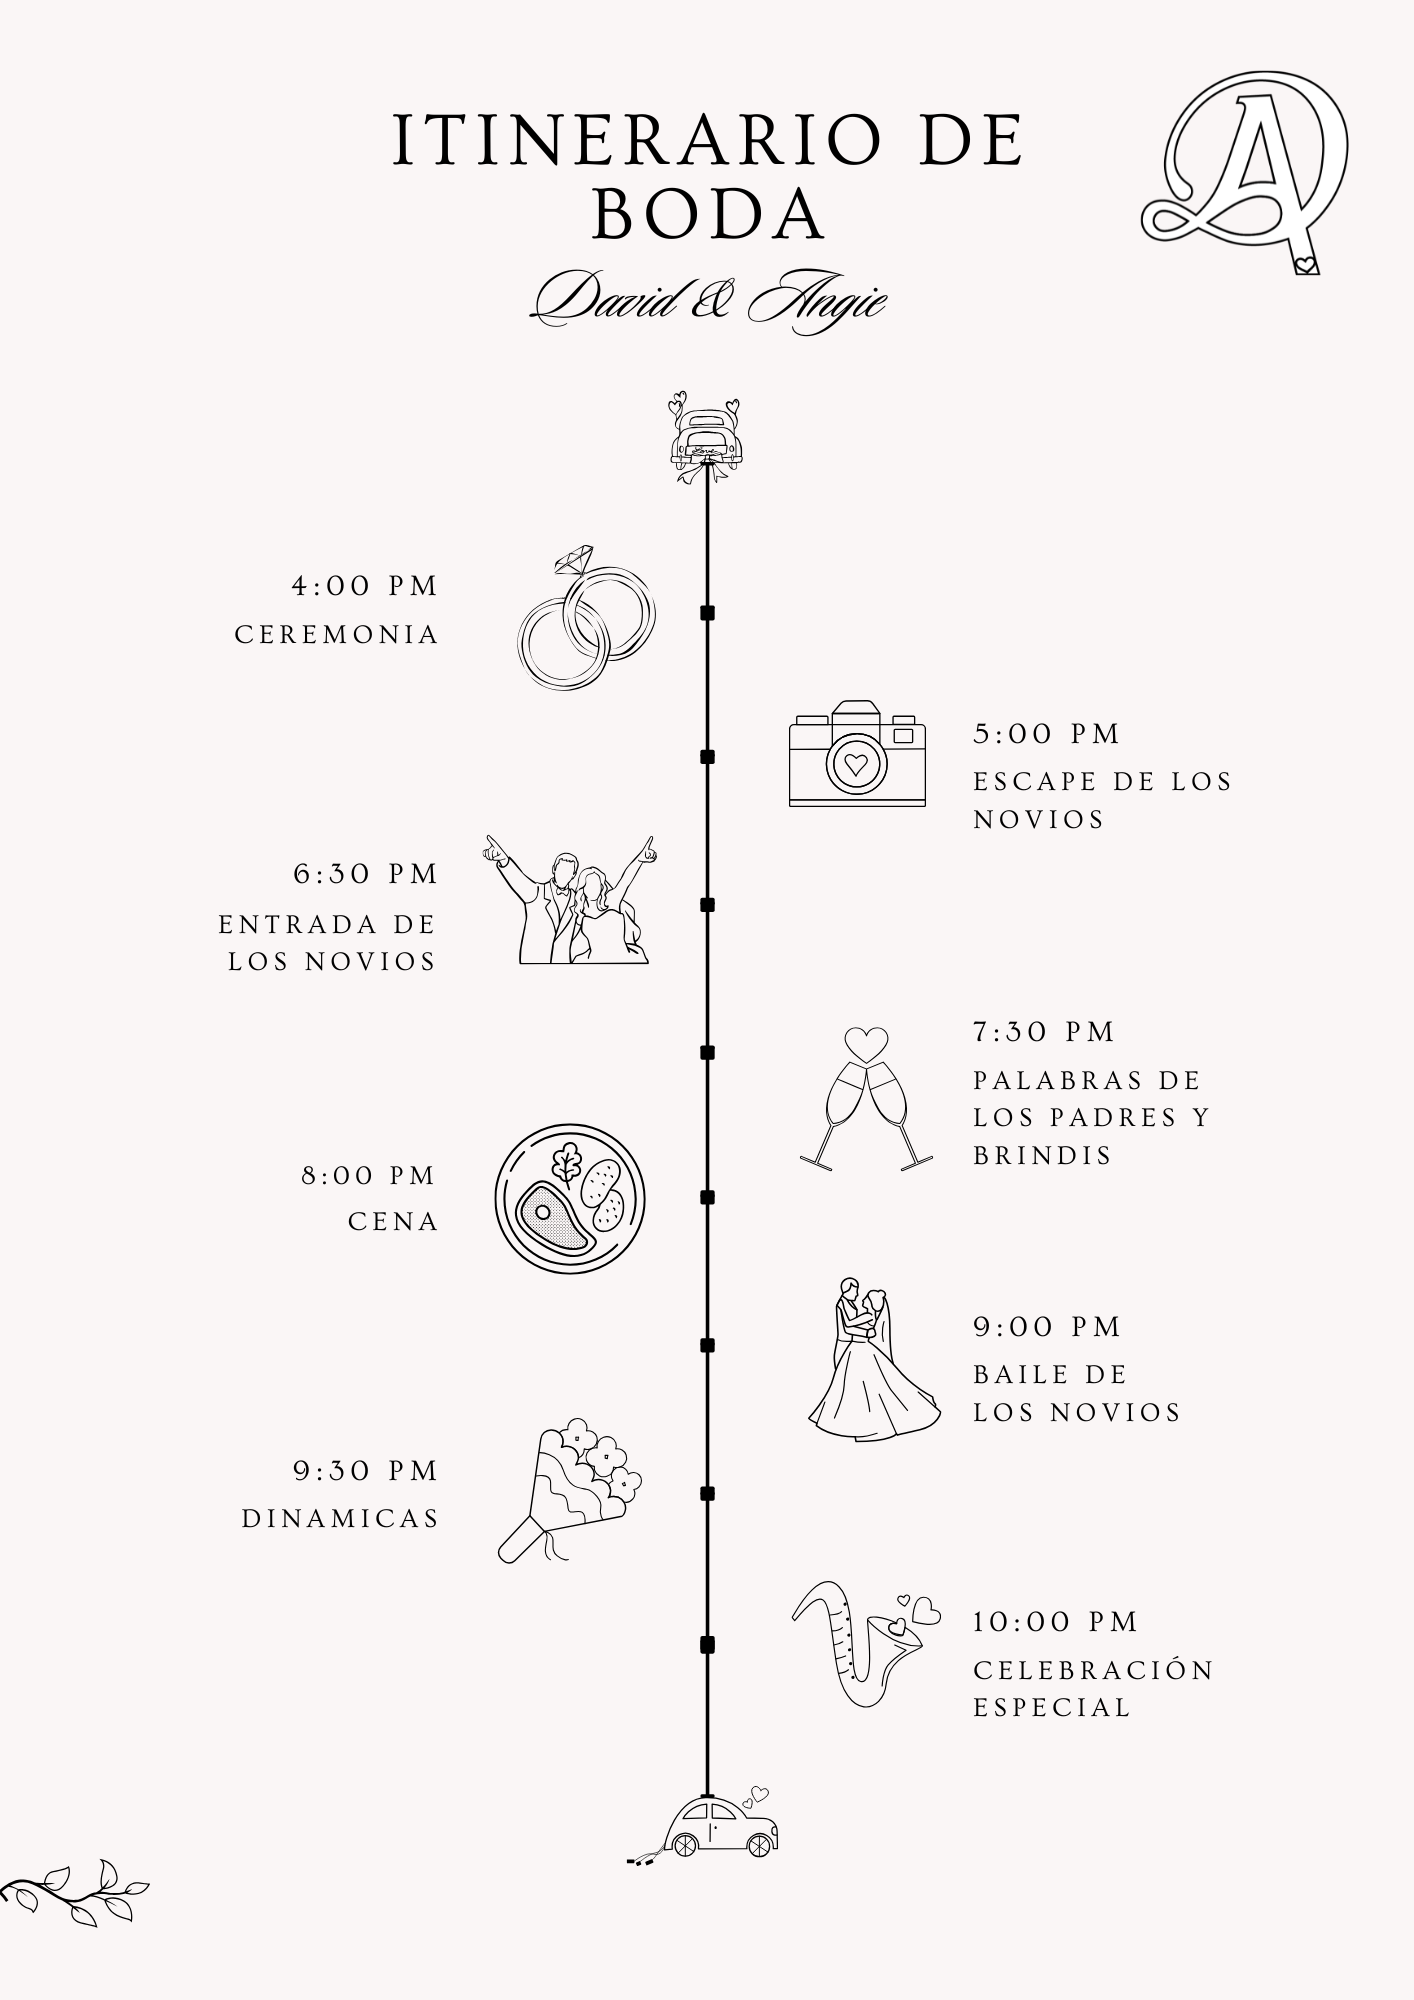 ITINERARIO DE
BODA
David & Angie
4:00 PM
CEREMONIA
5:00 PM
ESCAPE DE LOS
NOVIOS
6:30 PM
ENTRADA DE
LOS NOVIOS
7:30 PM
PALABRAS DE
LOS PADRES Y
BRINDIS
8:00 PM
CENA
9:00 PM
BAILE DE
LOS NOVIOS
9:30 PM
DINAMICAS
10:00 PM
CELEBRACIÓN
ESPECIAL